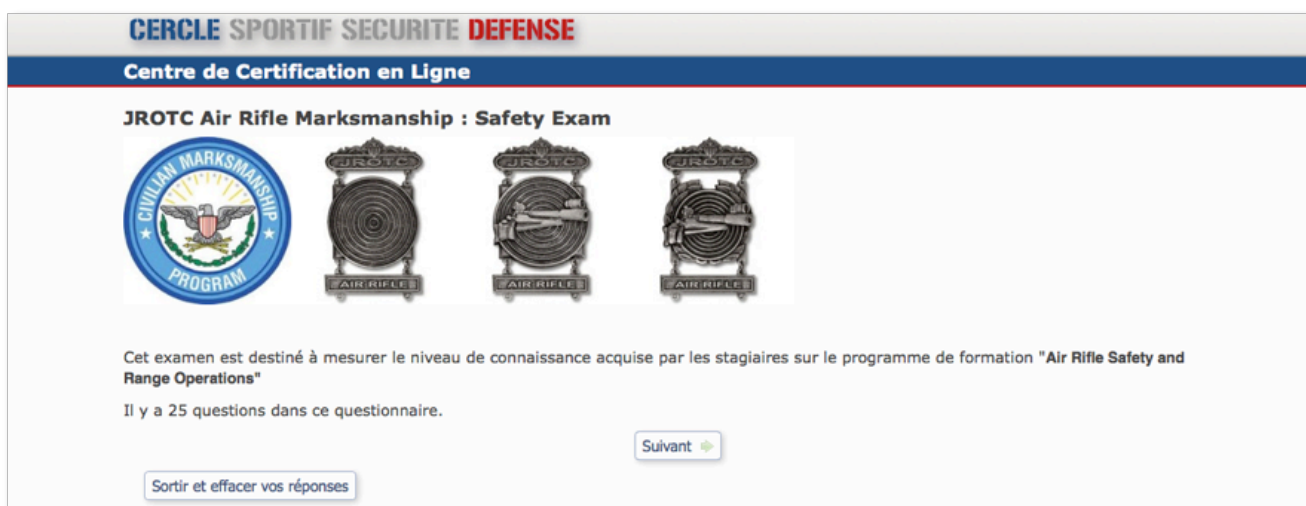 CERCLE SPORTIF SECURITE DEFENSE
Centre de Certification en Ligne
JROTC Air Rifle Marksmanship : Safety Exam
CIVILIAN MARKSMANSHIP PROGRAM
JROTC
JROTC
JROTC
AIR RIFLE
AIR RIFLE
AIR RIFLE
Cet examen est destiné à mesurer le niveau de connaissance acquise par les stagiaires sur le programme de formation "Air Rifle Safety and
Range Operations"
Il y a 25 questions dans ce questionnaire.
Suivant
Sortir et effacer vos réponses